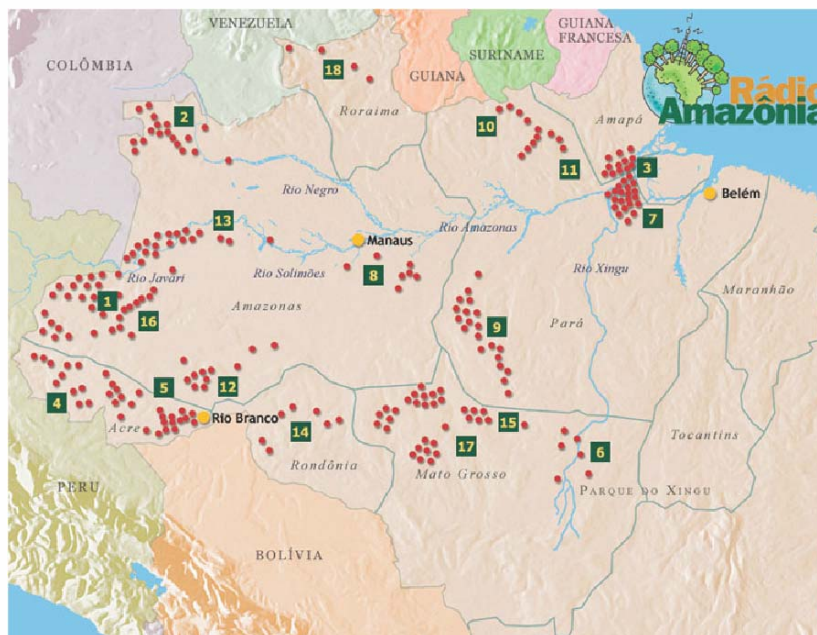 VENEZUELA
COLÔMBIA
GUIANA
SURINAME
GUIANA
FRANCESA
Rádio
Amazônia
18
Roraima
2
10
Amapá
11
3
Belém
Rio Negro
7
13
Manaus
Rio Amazonas
Rio Javari
Rio Solimões
8
Rio Xingu
Maranhão
1
16
Amazonas
9
Pará
4
5
12
Rio Branco
Acre
14
Rondônia
15
17
Mato Grosso
6
Tocantins
PARQUE DO XINGU
PERU
BOLÍVIA